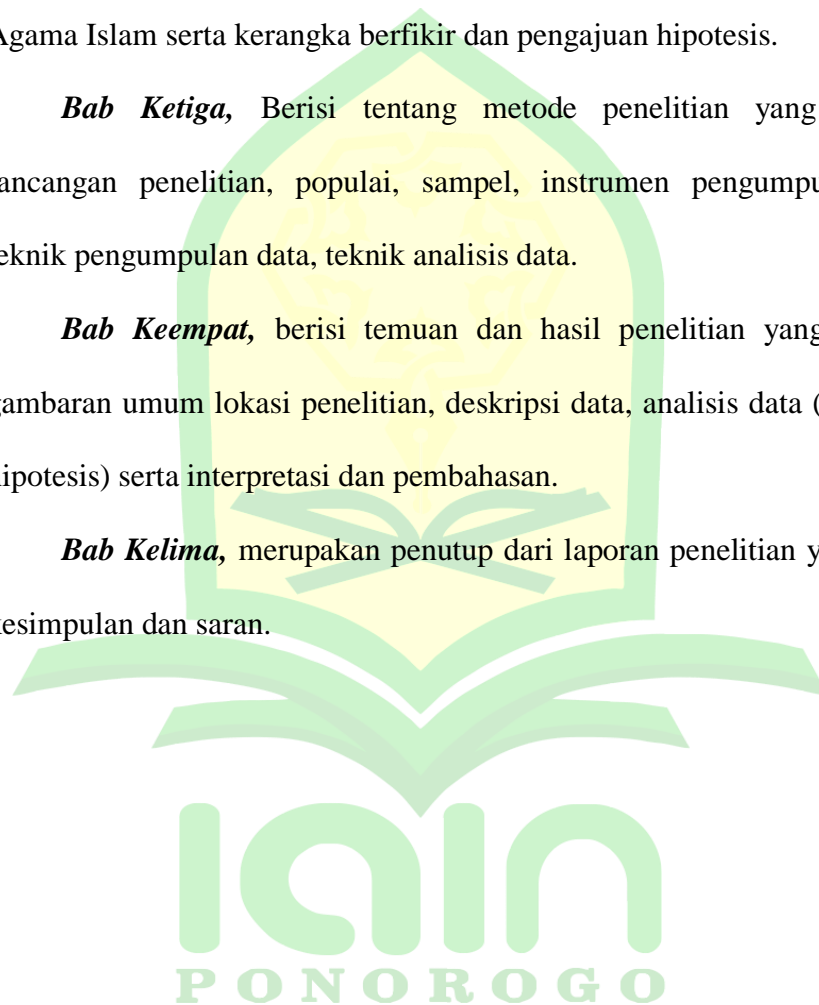 Agama Islam serta kerangka berfikir dan pengajuan hipotesis.
Bab Ketiga, Berisi tentang metode penelitian yang
ancangan penelitian, populai, sampel, instrumen pengumpu
eknik pengumpulan data, teknik analisis data.
Bab Keempat, berisi temuan dan hasil penelitian yang
gambaran umum lokasi penelitian, deskripsi data, analisis data (
hipotesis) serta interpretasi dan pembahasan.
Bab Kelima, merupakan penutup dari laporan penelitian y
kesimpulan dan saran.
iain
PONOROGO